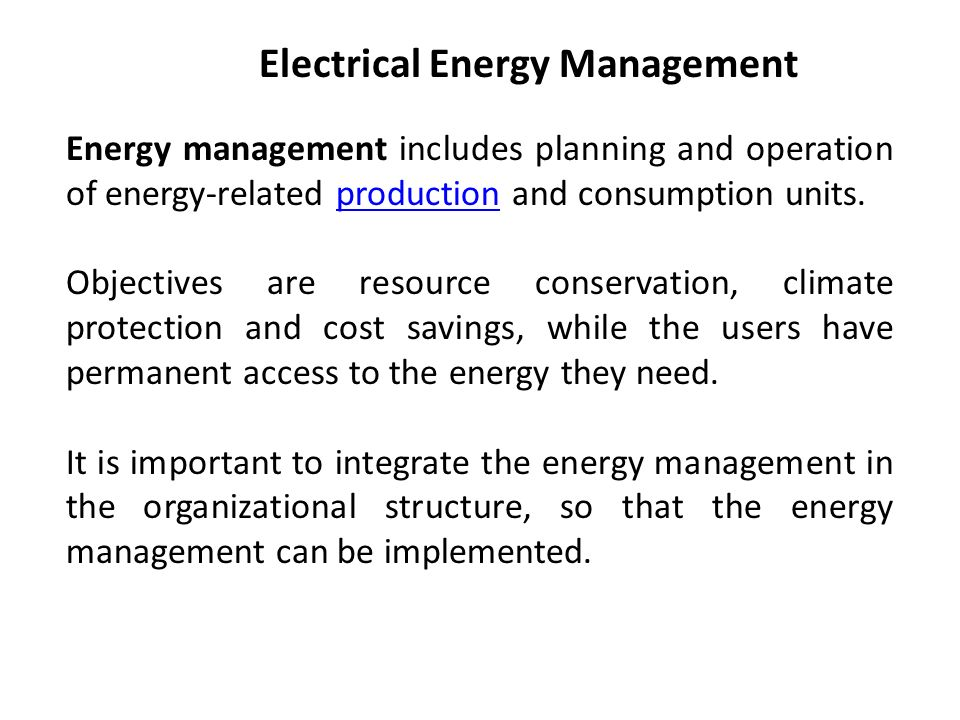 Electrical Energy Management
Energy management includes planning and operation
of energy-related production and consumption units.
Objectives are resource conservation, climate
protection and cost savings, while the users have
permanent access to the energy they need.
It is important to integrate the energy management in
the organizational structure, so that the energy
management can be implemented.